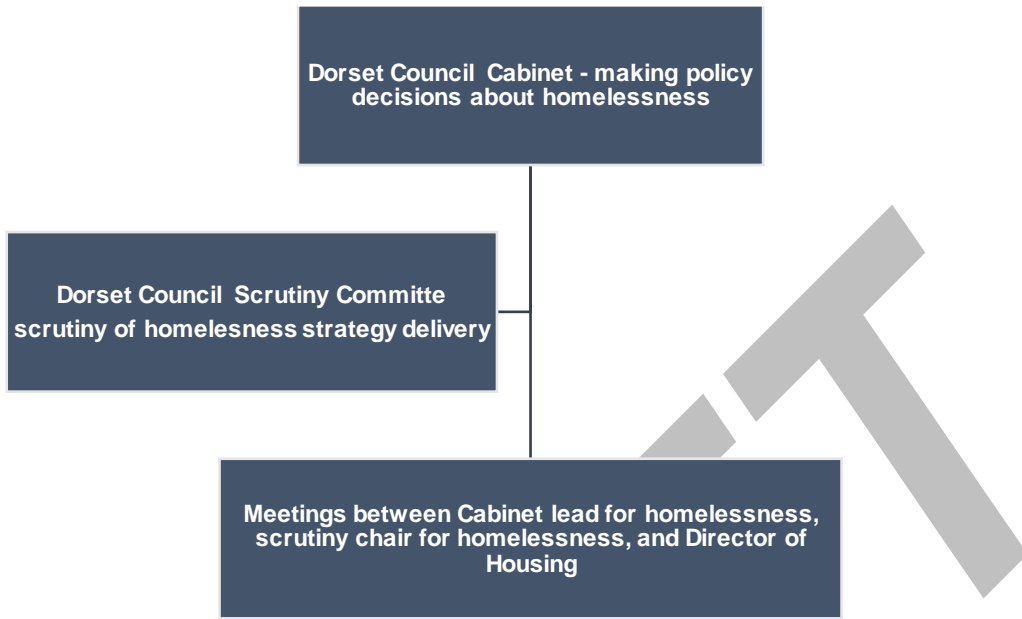 Dorset Council Cabinet - making policy
decisions about homelessness
Dorset Council Scrutiny Committe
scrutiny of homelesness strategy delivery
Meetings between Cabinet lead for homelessness,
scrutiny chair for homelessness, and Director of
Housing
T